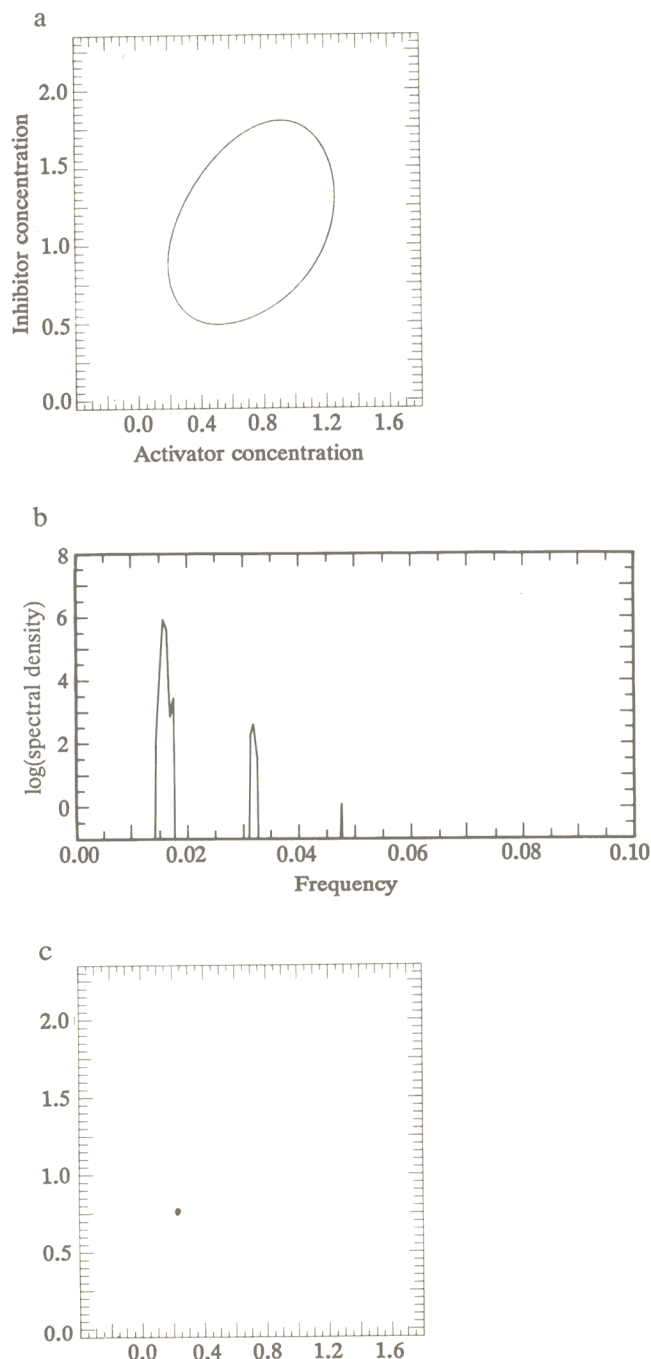 a
Inhibitor concentration
2.0
1.5
1.0
0.5
0.0
0.0 0.4 0.8 1.2 1.6
Activator concentration
b
log(spectral density)
8
6
4
2
0
0.00 0.02 0.04 0.06 0.08 0.10
Frequency
c
2.0
1.5
1.0
0.5
0.0
0.0 0.4 0.8 1.2 1.6